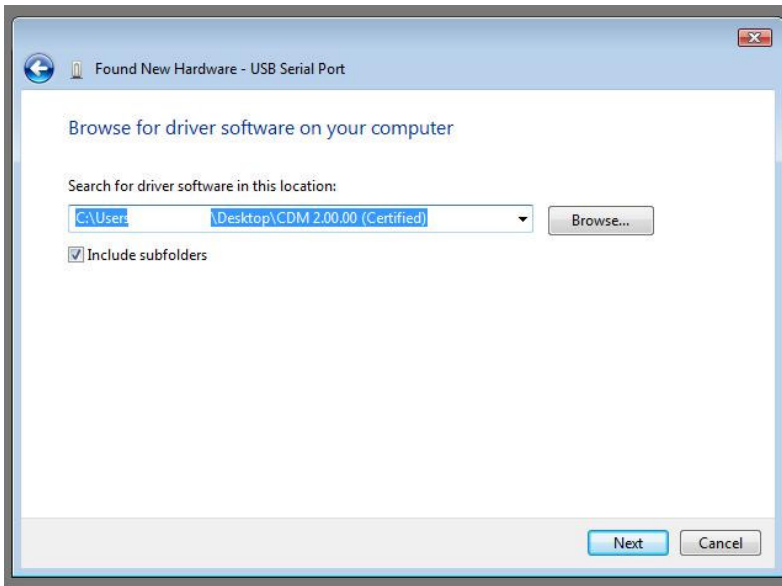 Found New Hardware - USB Serial Port
Browse for driver software on your computer
Search for driver software in this location:
C:\Users \Desktop\CDM 2.00.00 (Certified)
Browse...
Include subfolders
Next
Cancel